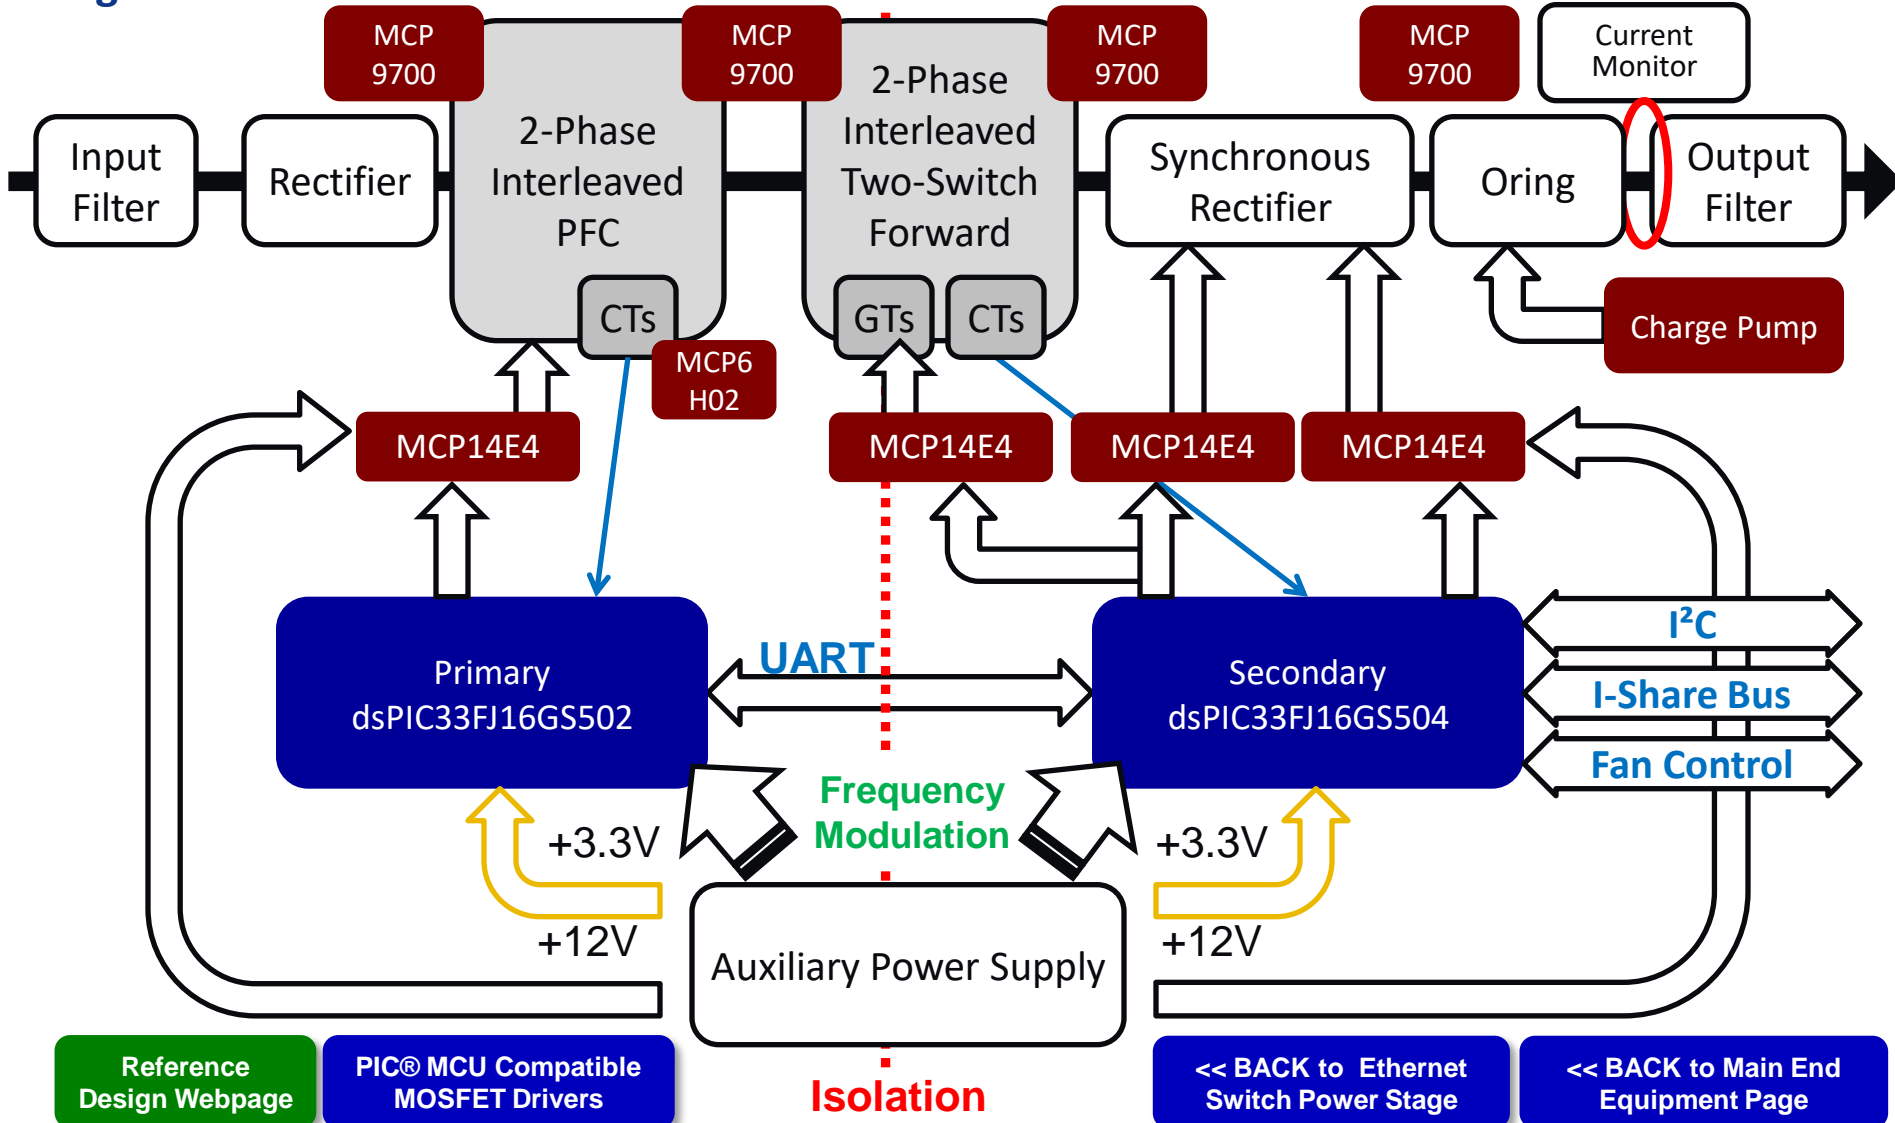 MCP
9700
MCP
9700
MCP
9700
MCP
9700
Current
Monitor
Input
Filter
Rectifier
2-Phase
Interleaved
PFC
2-Phase
Interleaved
Two-Switch
Forward
Synchronous
Rectifier
Oring
Output
Filter
CTs
GTs
CTs
Charge Pump
MCP6
H02
MCP14E4
MCP14E4
MCP14E4
MCP14E4
Primary
dsPIC33FJ16GS502
UART
Secondary
dsPIC33FJ16GS504
I²C
I-Share Bus
Fan Control
Frequency
Modulation
+3.3V
+3.3V
+12V
+12V
Auxiliary Power Supply
Reference
Design Webpage
PIC® MCU Compatible
MOSFET Drivers
Isolation
<< BACK to Ethernet
Switch Power Stage
<< BACK to Main End
Equipment Page